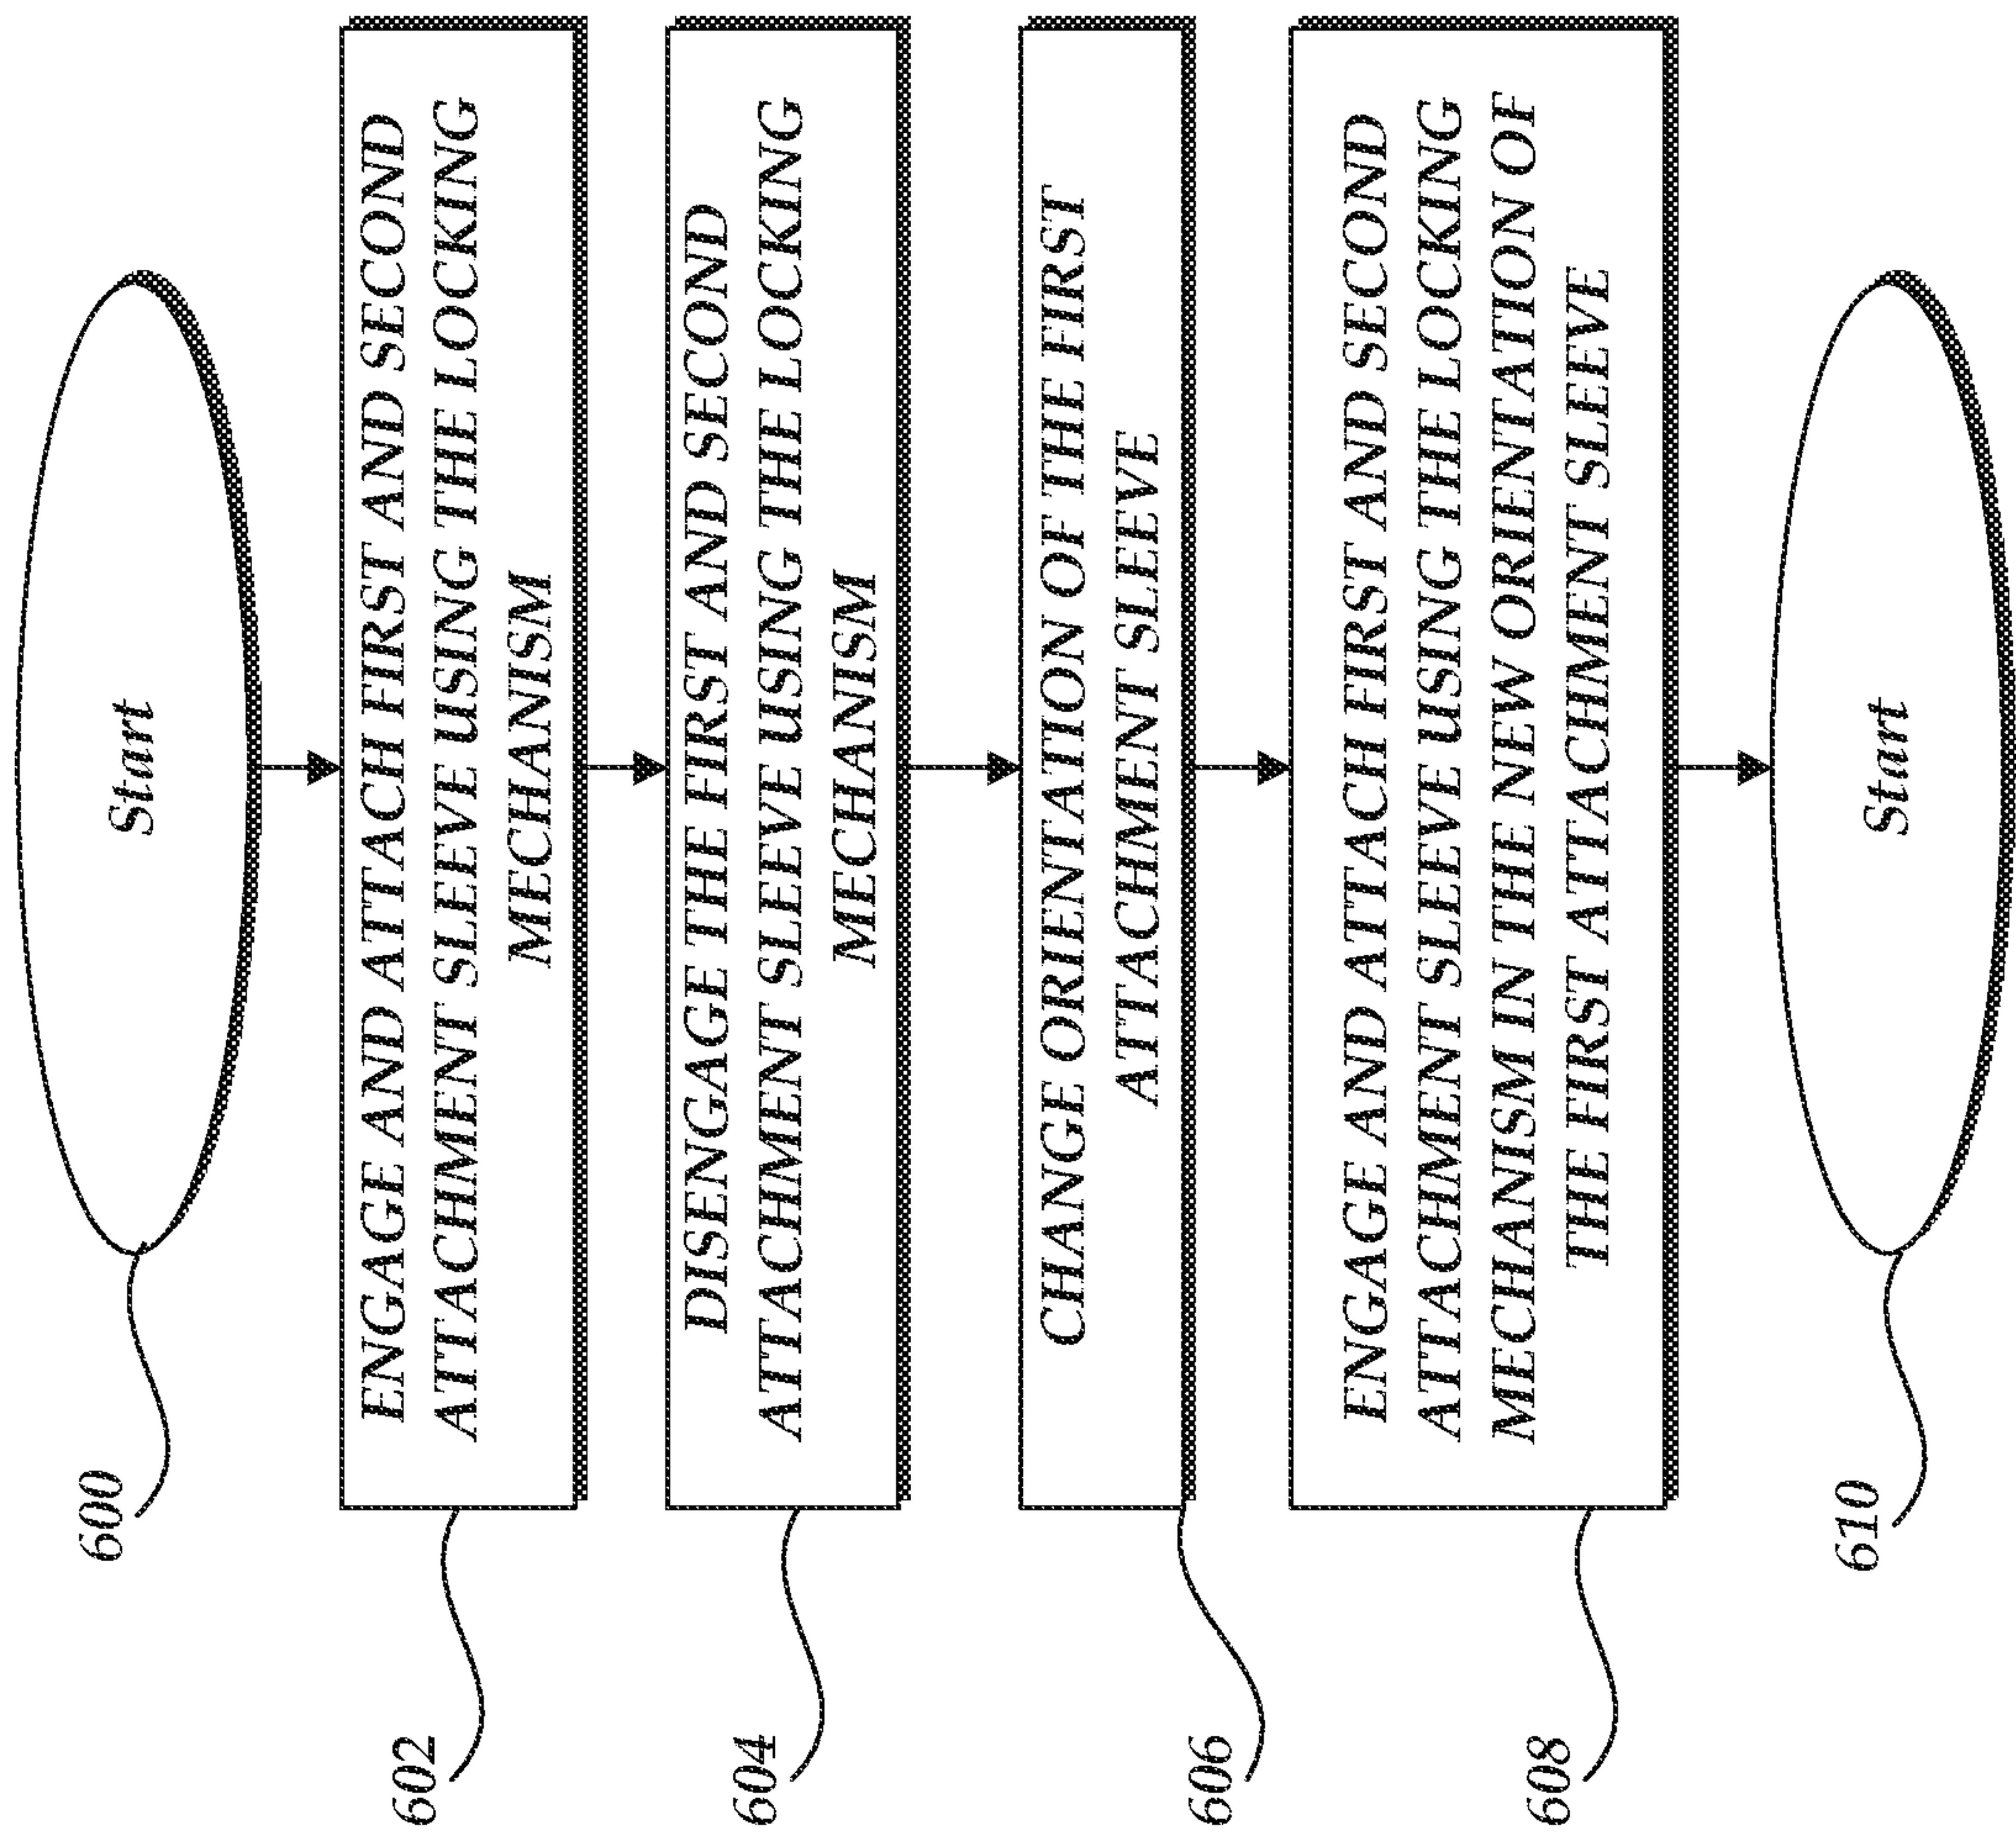 Start
600
ENGAGE AND ATTACH FIRST AND SECOND
ATTACHMENT SLEEVE USING THE LOCKING
MECHANISM
602
DISENGAGE THE FIRST AND SECOND
ATTACHMENT SLEEVE USING THE LOCKING
MECHANISM
604
CHANGE ORIENTATION OF THE FIRST
ATTACHMENT SLEEVE
606
ENGAGE AND ATTACH FIRST AND SECOND
ATTACHMENT SLEEVE USING THE LOCKING
MECHANISM IN THE NEW ORIENTATION OF
THE FIRST ATTACHMENT SLEEVE
608
Start
610